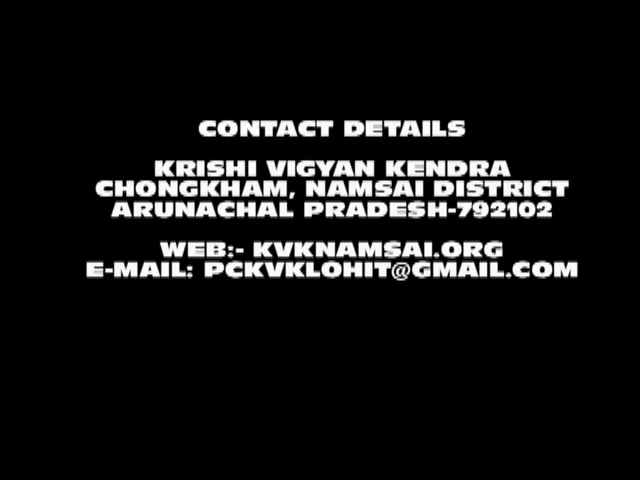 CONTACT DETAILS
KRISHI VIGYAN KENDRA
CHONGKHAM, NAMSAI DISTRICT
ARUNACHAL PRADESH-792102
WEB:- KVKNAMSAI.ORG
E-MAIL: PCKVKLOHIT@GMAIL.COM